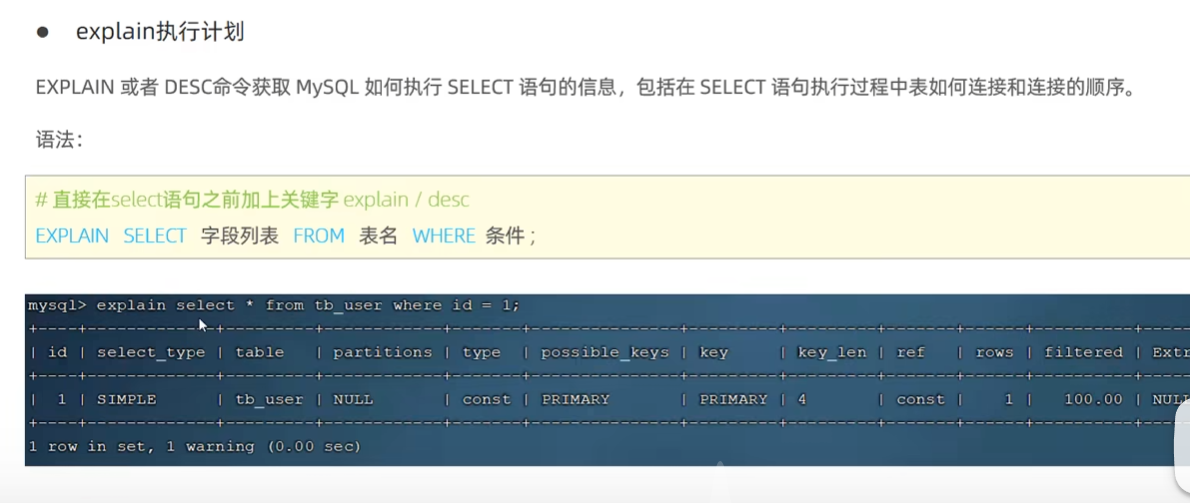 ● explain执行计划
EXPLAIN 或者 DESC命令获取 MySQL 如何执行 SELECT 语句的信息，包括在 SELECT 语句执行过程中表如何连接和连接的顺序。
语法：
# 直接在select语句之前加上关键字 explain / desc
EXPLAIN SELECT 字段列表 FROM 表名 WHERE 条件 ;
mysql> explain select * from tb_user where id = 1;
+----+-------------+---------+------------+-------+---------------+---------+---------+-------+------+----------+-----
| id | select_type | table | partitions | type | possible_keys | key | key_len | ref | rows | filtered | Extr
+----+-------------+---------+------------+-------+---------------+---------+---------+-------+------+----------+-----
| 1 | SIMPLE | tb_user | NULL | const | PRIMARY | PRIMARY | 4 | const | 1 | 100.00 | NULL
+----+-------------+---------+------------+-------+---------------+---------+---------+-------+------+----------+-----
1 row in set, 1 warning (0.00 sec)